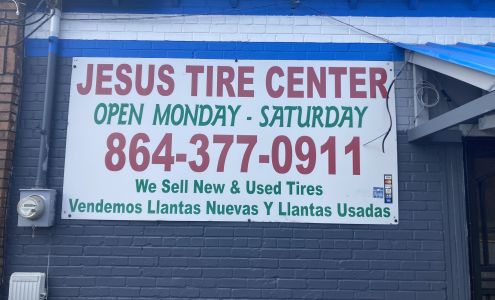 JESUS TIRE CENTER
OPEN MONDAY - SATURDAY
864-377-0911
We Sell New & Used Tires
Vendemos Llantas Nuevas Y Llantas Usadas